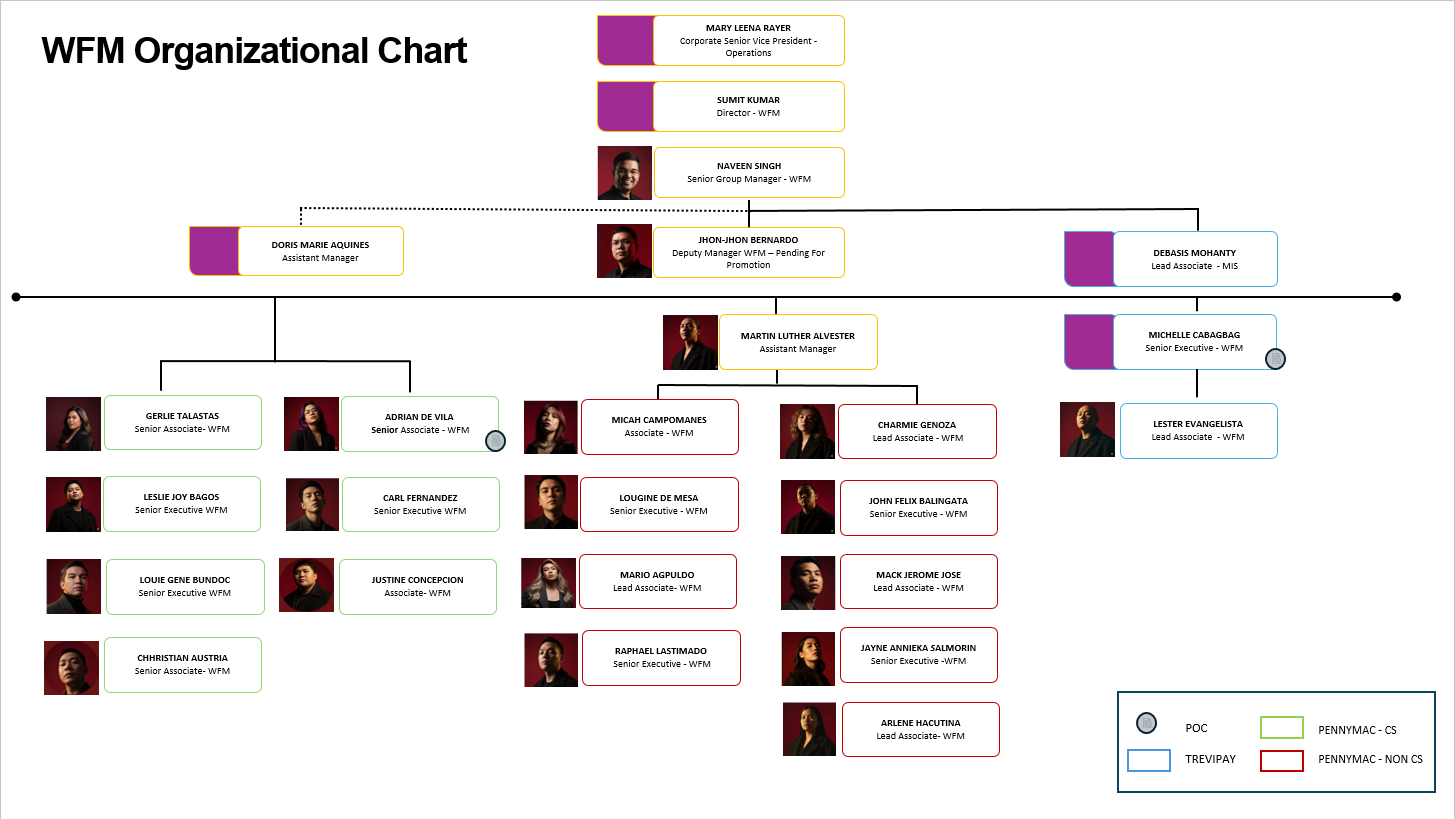 WFM Organizational Chart
MARY LEENA RAYER
Corporate Senior Vice President -
Operations
SUMIT KUMAR
Director - WFM
NAVEEN SINGH
Senior Group Manager - WFM
DORIS MARIE AQUINES
Assistant Manager
JHON-JHON BERNARDO
Deputy Manager WFM – Pending For
Promotion
DEBASIS MOHANTY
Lead Associate - MIS
MARTIN LUTHER ALVESTER
Assistant Manager
MICHELLE CABAGBAG
Senior Executive - WFM
GERLIE TALASTAS
Senior Associate- WFM
ADRIAN DE VILA
Senior Associate - WFM
MICAH CAMPOMANES
Associate - WFM
CHARMIE GENOZA
Lead Associate - WFM
LESTER EVANGELISTA
Lead Associate - WFM
LESLIE JOY BAGOS
Senior Executive WFM
CARL FERNANDEZ
Senior Executive WFM
LOUGINE DE MESA
Senior Executive - WFM
JOHN FELIX BALINGATA
Senior Executive - WFM
LOUIE GENE BUNDOC
Senior Executive WFM
JUSTINE CONCEPCION
Associate- WFM
MARIO AGPULDO
Lead Associate- WFM
MACK JEROME JOSE
Lead Associate - WFM
CHHRISTIAN AUSTRIA
Senior Associate- WFM
RAPHAEL LASTIMADO
Senior Executive - WFM
JAYNE ANNIEKA SALMORIN
Senior Executive -WFM
ARLENE HACUTINA
Lead Associate- WFM
POC
PENNYMAC - CS
TREVIPAY
PENNYMAC - NON CS